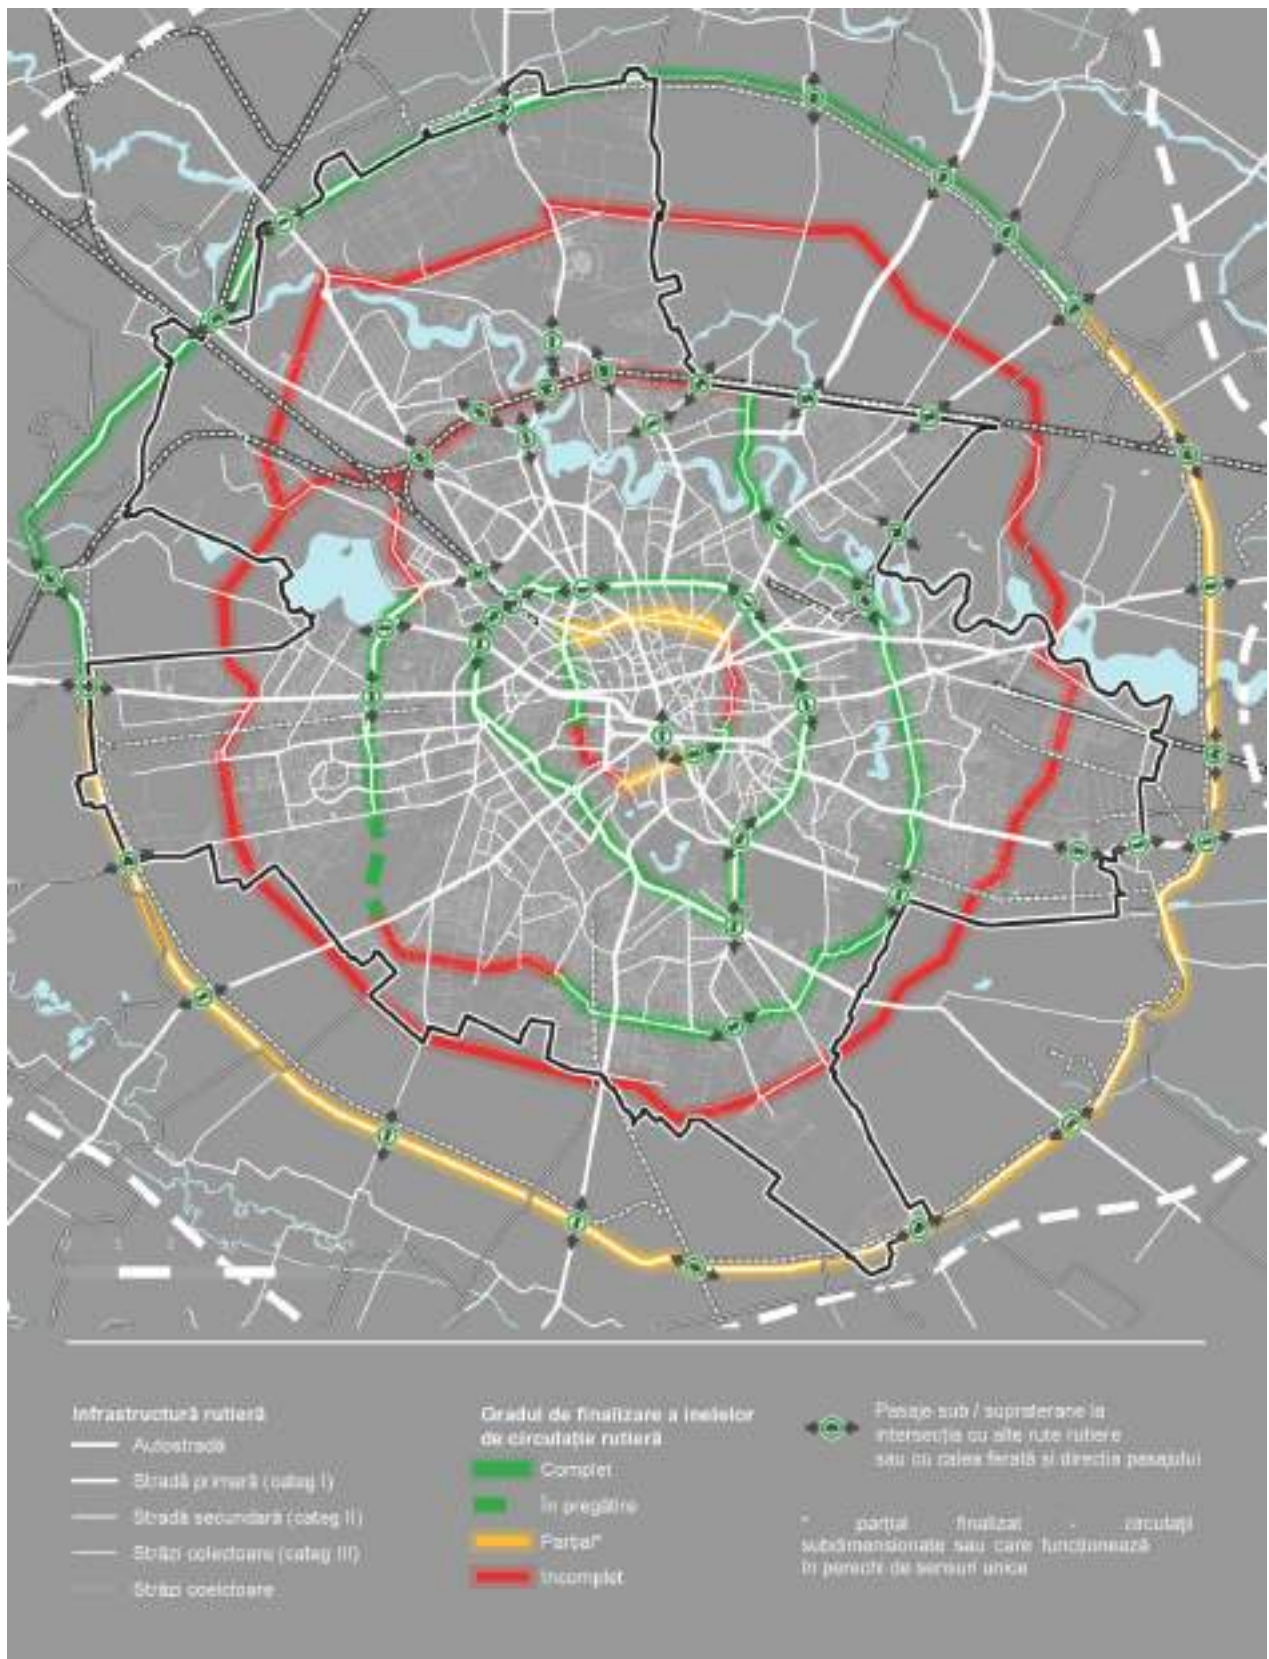 Infrastructură rutieră
Autostradă
Stradă primară (categ I)
Stradă secundară (categ II)
Străzi colectoare (categ III)
Străzi coelctoare
Gradul de finalizare a inelelor
de circulație rutieră
Complet
În pregătire
Parțial*
Incomplet
Pasaje sub / supraterane la
intersecția cu alte rute rutiere
sau cu calea ferată și direcția pasajului
* parțial finalizat - circulații
subdimensionate sau care funcționează
în perechi de sensuri unice